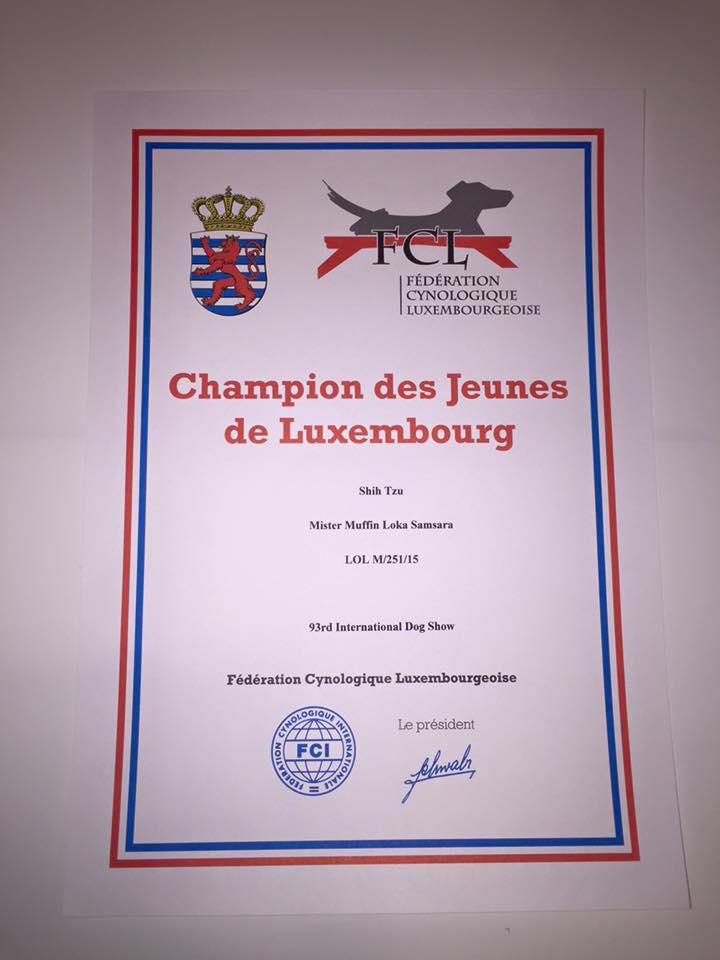 FCL
FÉDÉRATION
CYNOLOGIQUE
LUXEMBOURGEOISE
Champion des Jeunes
de Luxembourg
Shih Tzu
Mister Muffin Loka Samsara
LOL M/251/15
93rd International Dog Show
Fédération Cynologique Luxembourgeoise
FEDERATION CYNOLOGIQUE INTERNATIONALE
FCI
Le président